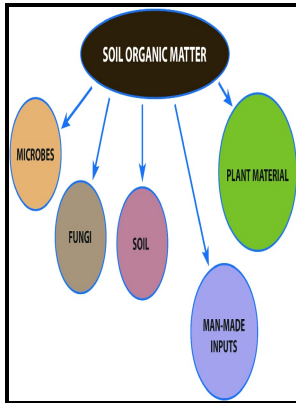 SOIL ORGANIC MATTER
MICROBES
PLANT MATERIAL
FUNGI
SOIL
MAN-MADE
INPUTS